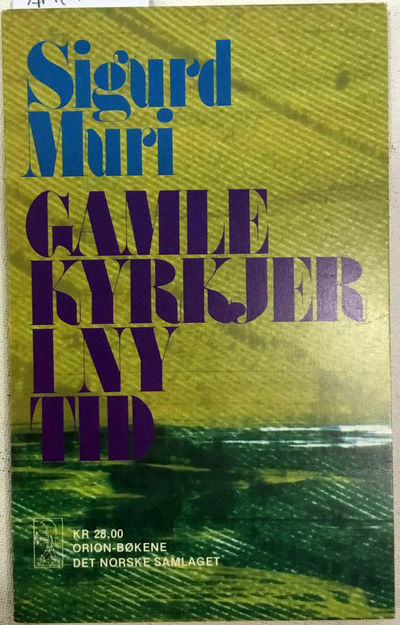 Sigurd
Muri
GAMLE
KYRKJER
I NY
TID
KR 28.00
ORION-BØKENE
DET NORSKE SAMLAGET